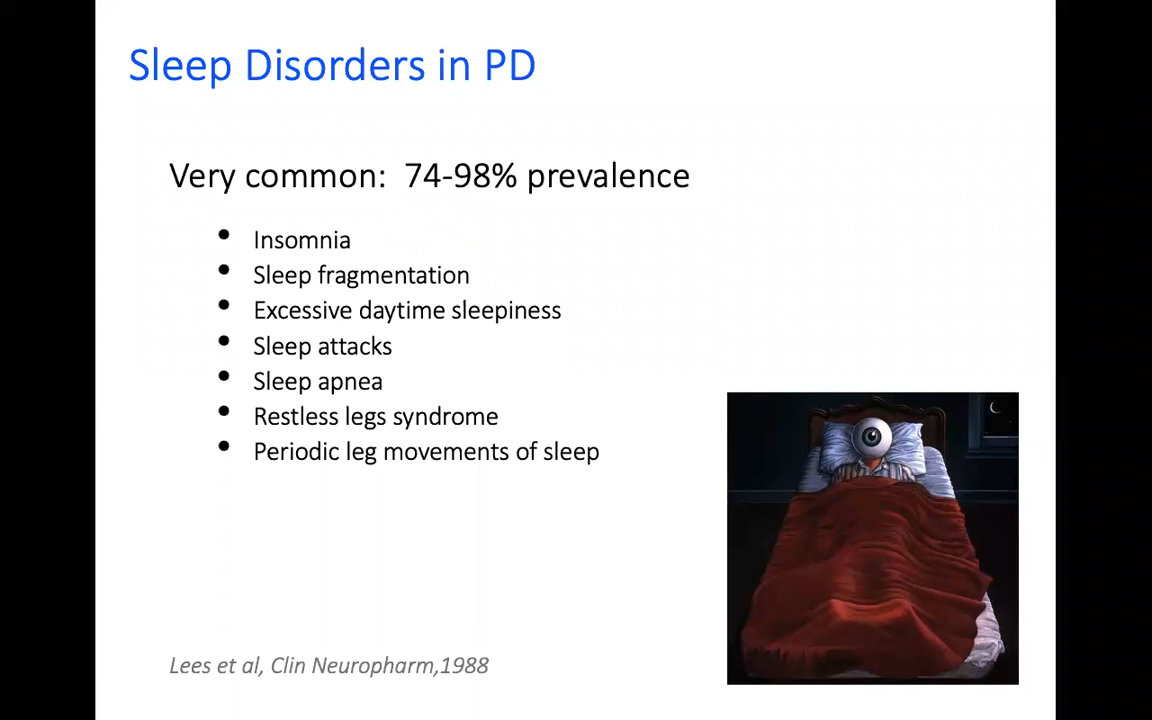 Sleep Disorders in PD
Very common: 74-98% prevalence
• Insomnia
• Sleep fragmentation
• Excessive daytime sleepiness
• Sleep attacks
• Sleep apnea
• Restless legs syndrome
• Periodic leg movements of sleep
Lees et al, Clin Neuropharm,1988